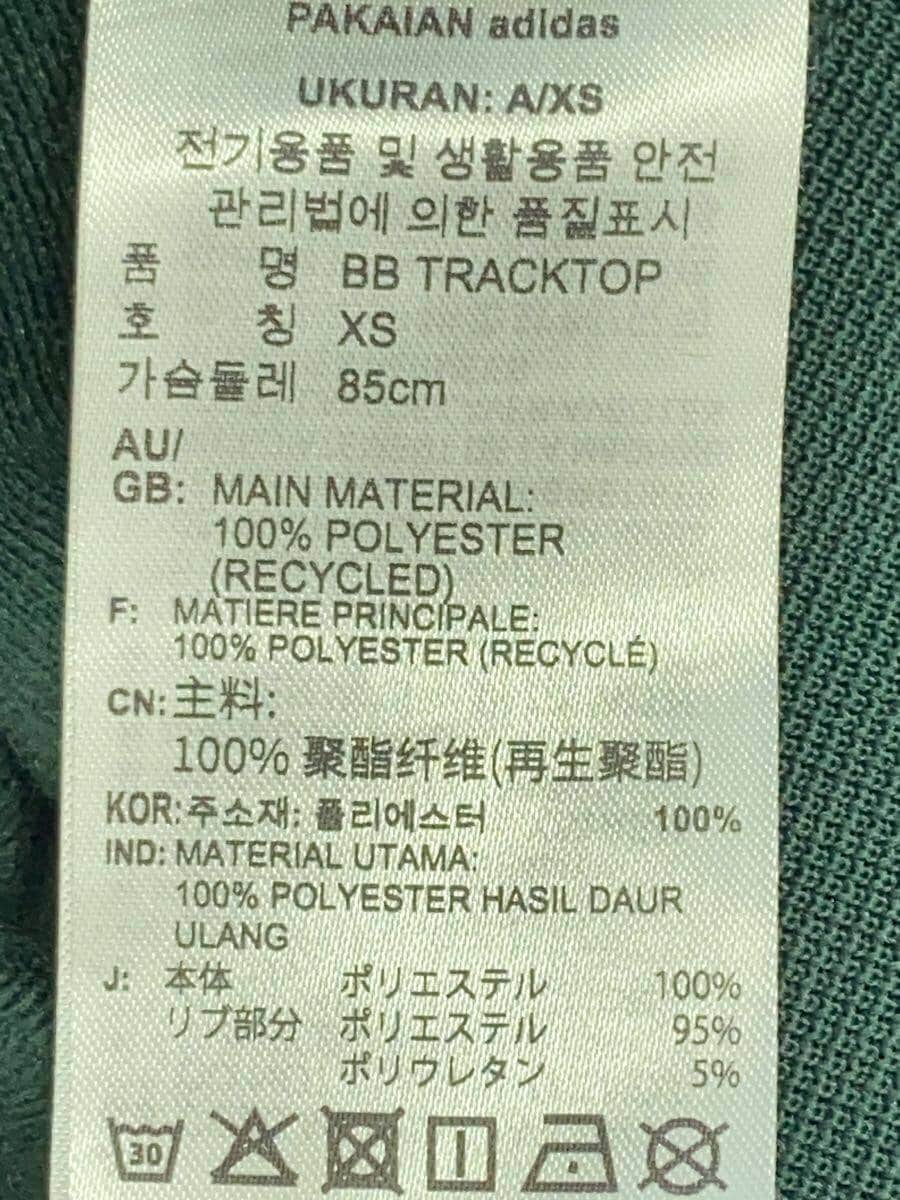 PAKAIAN adidas
UKURAN: A/XS
전기용품 및 생활용품 안전
관리법에 의한 품질표시
품 명 BB TRACKTOP
호 칭 XS
가슴둘레 85cm
AU/
GB: MAIN MATERIAL:
100% POLYESTER
(RECYCLED)
F: MATIERE PRINCIPALE:
100% POLYESTER (RECYCLÉ)
CN: 主料:
100% 聚酯纤维(再生聚酯)
KOR: 주소재: 폴리에스터 100%
IND: MATERIAL UTAMA:
100% POLYESTER HASIL DAUR
ULANG
J: 本体 ポリエステル 100%
リブ部分 ポリエステル 95%
ポリウレタン 5%
30